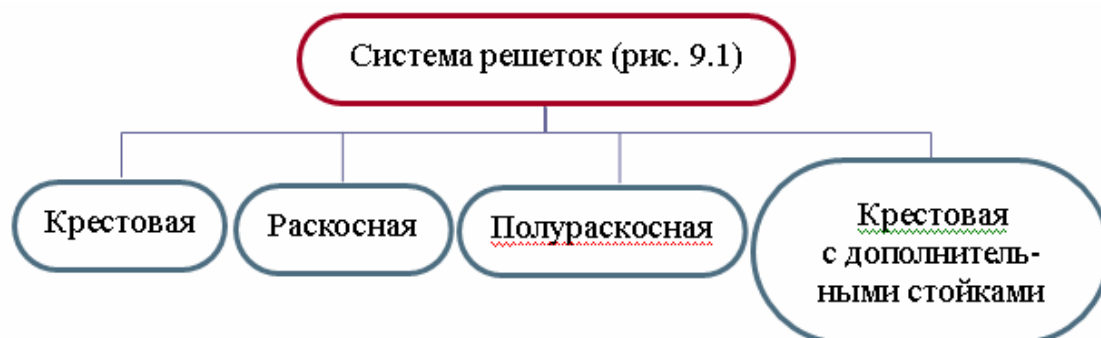 Система решеток (рис. 9.1)
Крестовая
Раскосная
Полураскосная
Крестовая
с дополнитель-
ными стойками